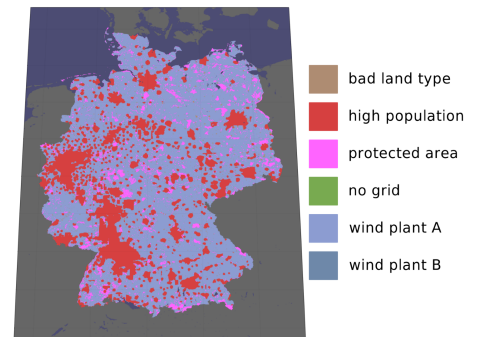 bad land type
high population
protected area
no grid
wind plant A
wind plant B